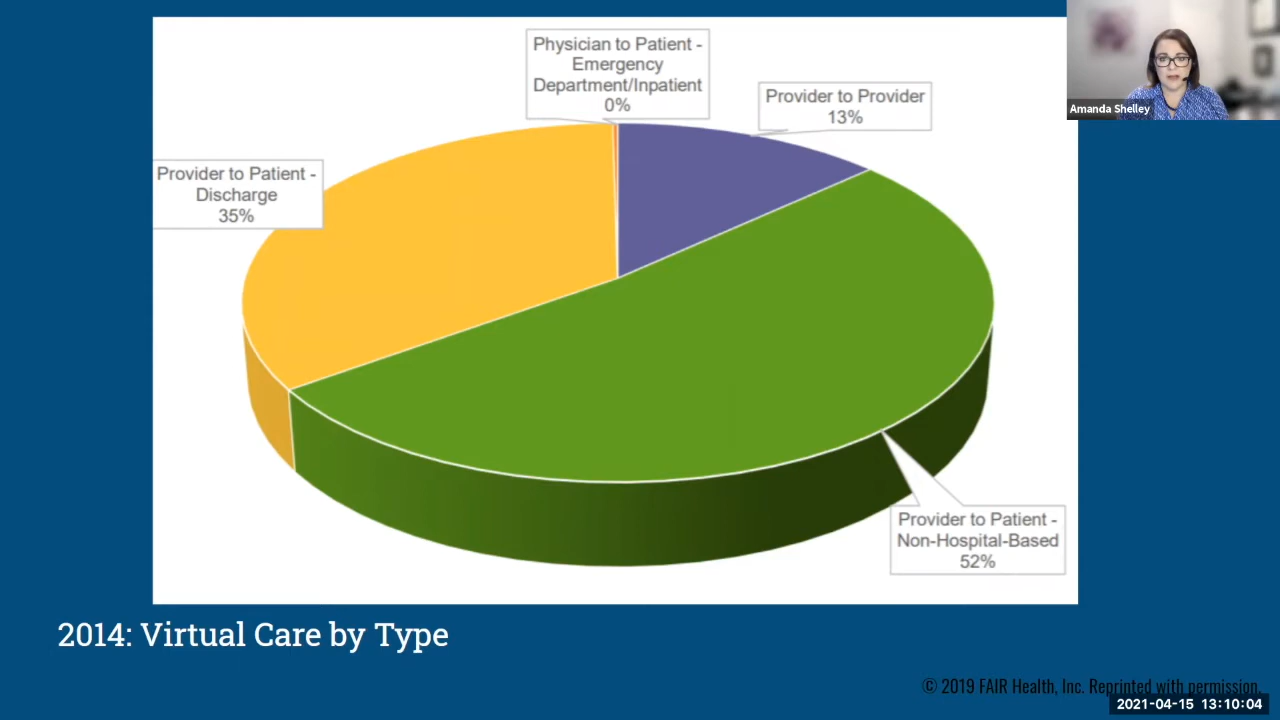 Physician to Patient -
Emergency
Department/Inpatient
0%
Provider to Provider
13%
Amanda Shelley
Provider to Patient -
Discharge
35%
Provider to Patient -
Non-Hospital-Based
52%
2014: Virtual Care by Type
© 2019 FAIR Health, Inc. Reprinted with permission.
2021-04-15 13:10:04